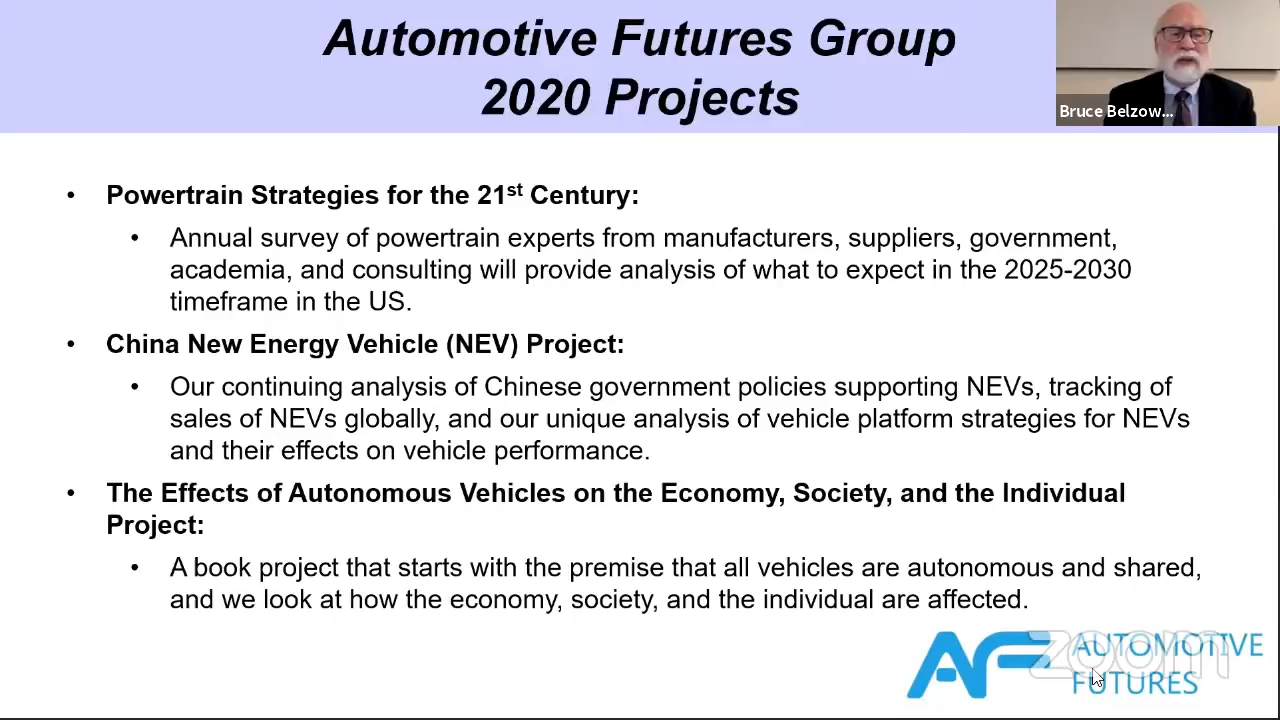 Automotive Futures Group
2020 Projects
Bruce Belzow...
• Powertrain Strategies for the 21st Century:
• Annual survey of powertrain experts from manufacturers, suppliers, government,
academia, and consulting will provide analysis of what to expect in the 2025-2030
timeframe in the US.
• China New Energy Vehicle (NEV) Project:
• Our continuing analysis of Chinese government policies supporting NEVs, tracking of
sales of NEVs globally, and our unique analysis of vehicle platform strategies for NEVs
and their effects on vehicle performance.
• The Effects of Autonomous Vehicles on the Economy, Society, and the Individual
Project:
• A book project that starts with the premise that all vehicles are autonomous and shared,
and we look at how the economy, society, and the individual are affected.
AF
zoom
AUTOMOTIVE
FUTURES